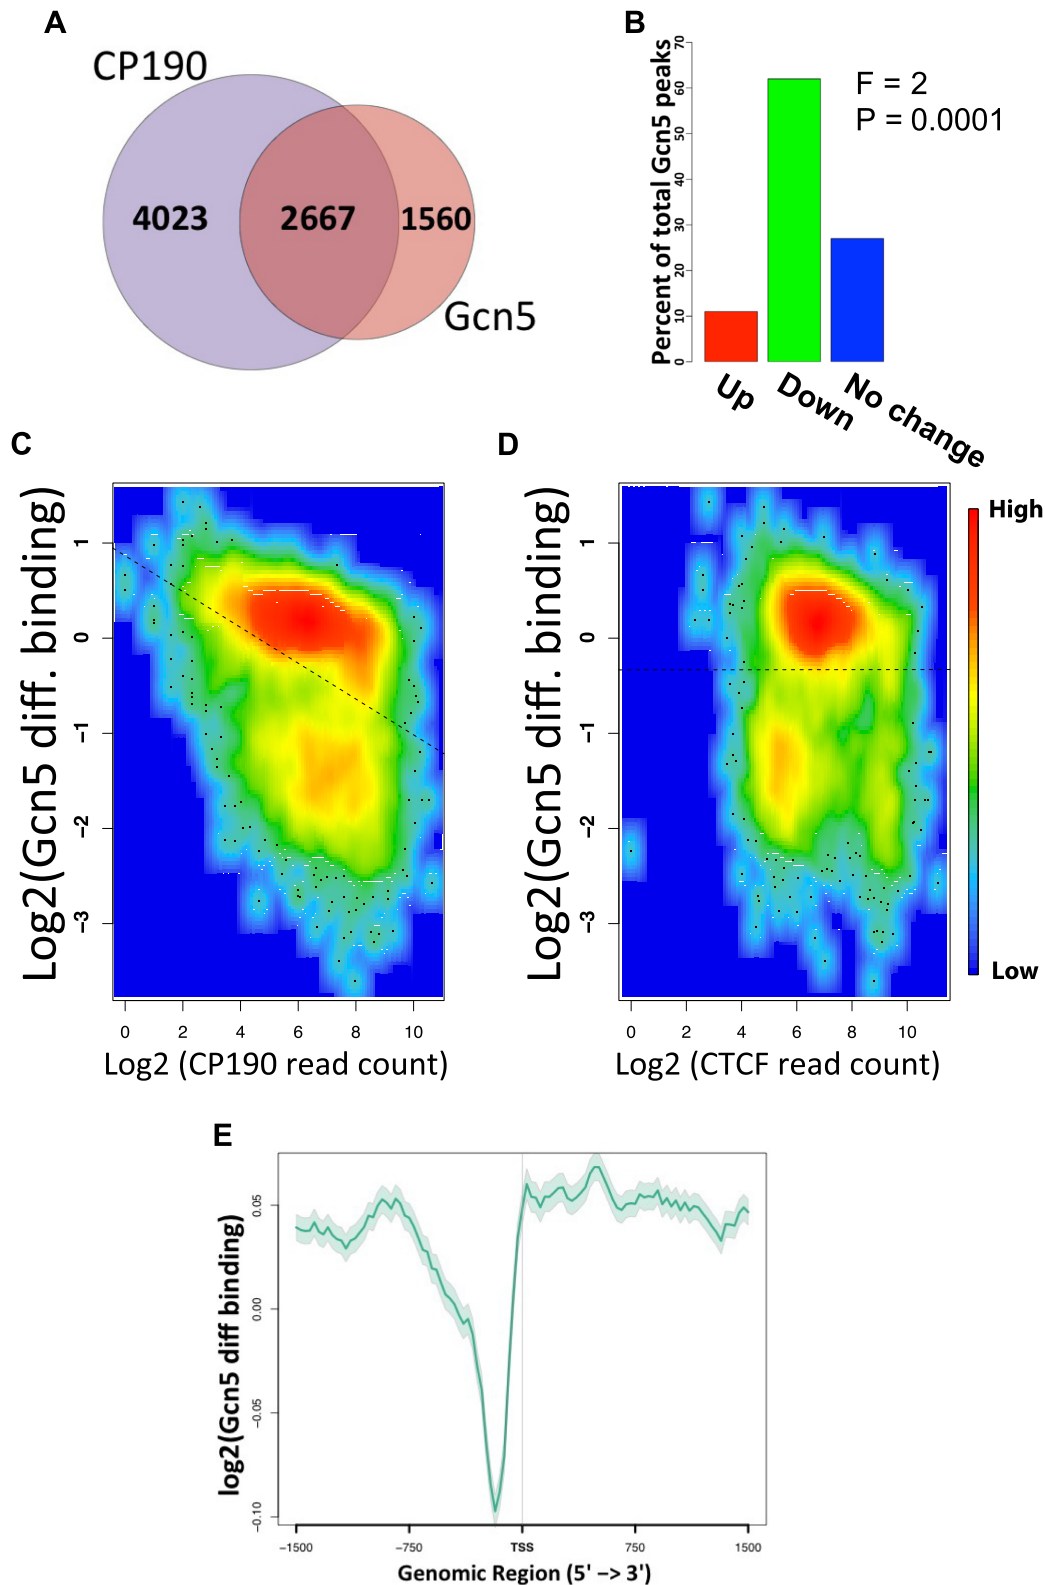 A
CP190
4023
2667
1560
Gcn5
B
Percent of total Gcn5 peaks
70
60
50
40
30
20
10
0
F = 2
P = 0.0001
Up
Down
No change
C
Log2(Gcn5 diff. binding)
1
0
-1
-2
-3
0 2 4 6 8 10
Log2 (CP190 read count)
D
Log2(Gcn5 diff. binding)
1
0
-1
-2
-3
0 2 4 6 8 10
Log2 (CTCF read count)
High
Low
E
log2(Gcn5 diff binding)
0.05
0.00
-0.05
-0.10
-1500 -750 TSS 750 1500
Genomic Region (5' -> 3')